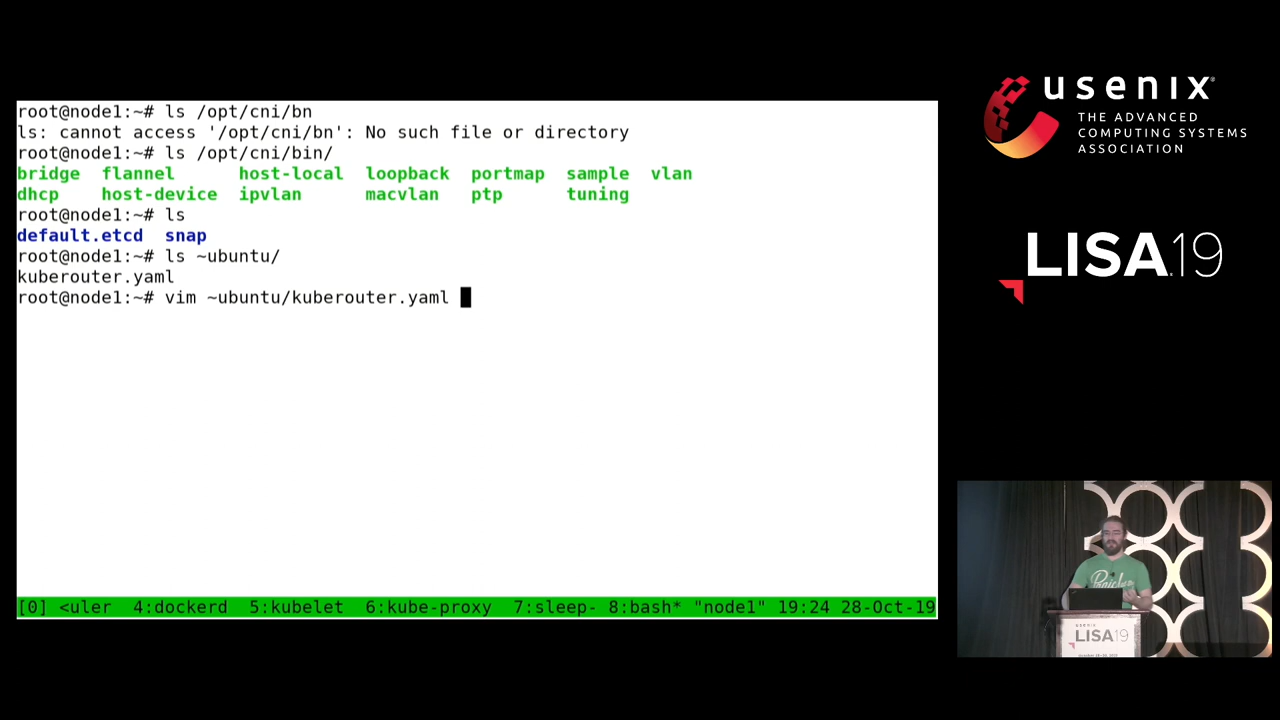 root@node1:~# ls /opt/cni/bn
ls: cannot access '/opt/cni/bn': No such file or directory
root@node1:~# ls /opt/cni/bin/
bridge  flannel      host-local  loopback  portmap  sample  vlan
dhcp    host-device  ipvlan      macvlan   ptp      tuning
root@node1:~# ls
default.etcd  snap
root@node1:~# ls ~ubuntu/
kuberouter.yaml
root@node1:~# vim ~ubuntu/kuberouter.yaml
[0] <uler  4:dockerd  5:kubelet  6:kube-proxy  7:sleep- 8:bash* "node1" 19:24 28-Oct-19
usenix®
THE ADVANCED
COMPUTING SYSTEMS
ASSOCIATION
LISA.19
usenix
LISA19